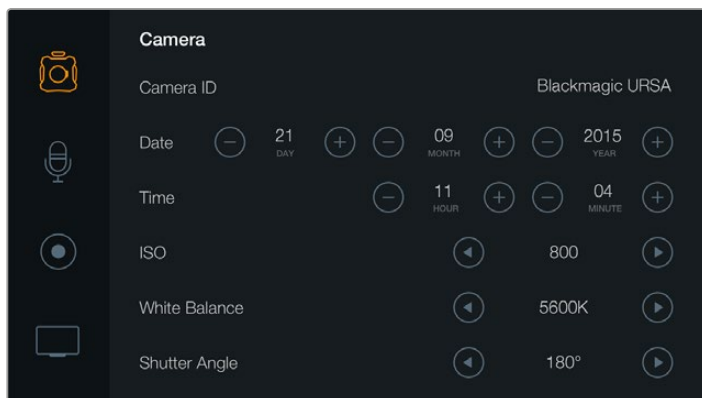 Camera
Camera ID Blackmagic URSA
Date 21 DAY 09 MONTH 2015 YEAR
Time 11 HOUR 04 MINUTE
ISO 800
White Balance 5600K
Shutter Angle 180°